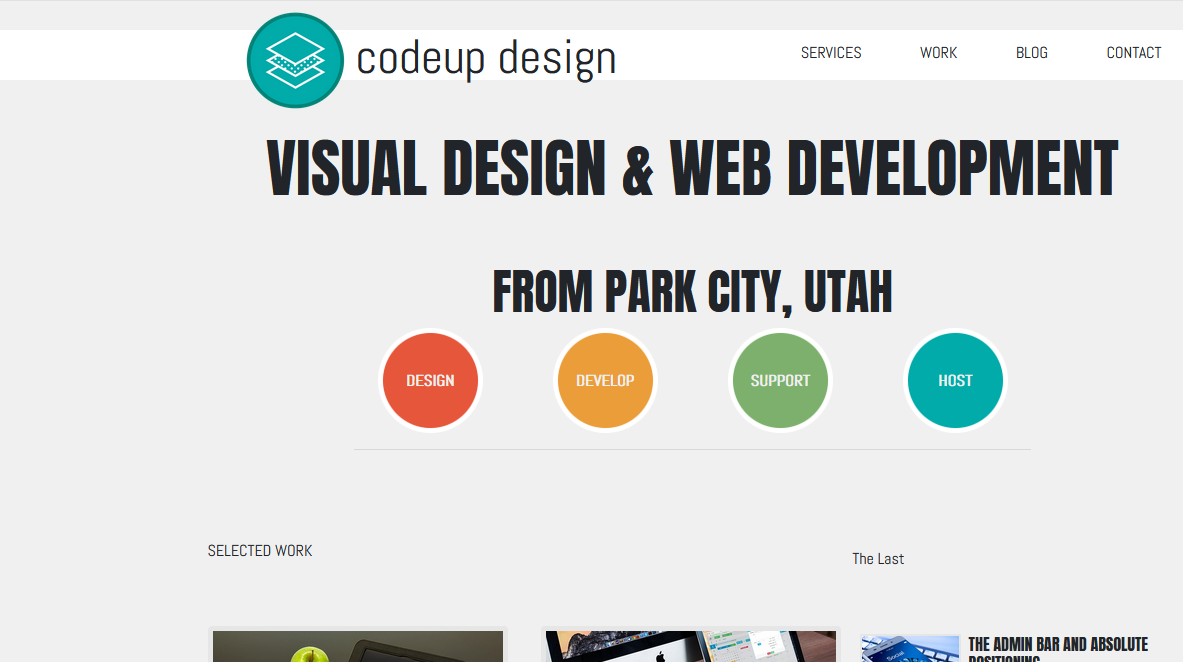 codeup design
SERVICES WORK BLOG CONTACT
VISUAL DESIGN & WEB DEVELOPMENT
FROM PARK CITY, UTAH
DESIGN DEVELOP SUPPORT HOST
SELECTED WORK
The Last
Social
THE ADMIN BAR AND ABSOLUTE
POSITIONING